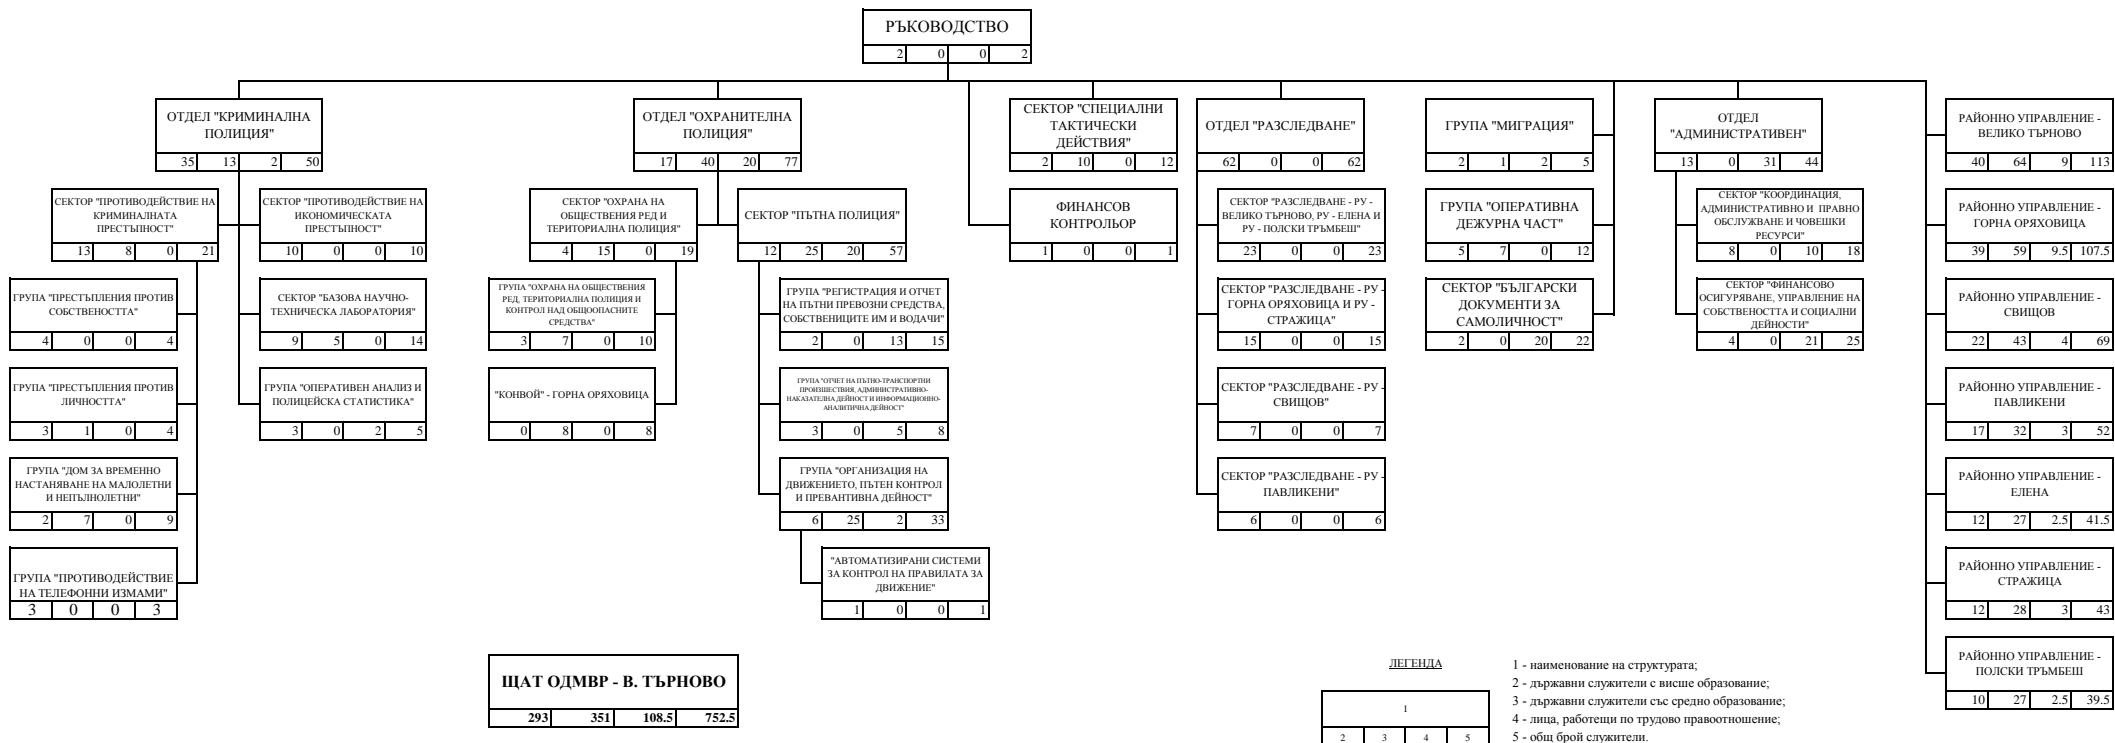 РЪКОВОДСТВО
2 0 0 2
ОТДЕЛ "КРИМИНАЛНА
ПОЛИЦИЯ"
35 13 2 50
СЕКТОР "ПРОТИВОДЕЙСТВИЕ НА
КРИМИНАЛНАТА
ПРЕСТЪПНОСТ"
13 8 0 21
ГРУПА "ПРЕСТЪПЛЕНИЯ ПРОТИВ
СОБСТВЕНОСТТА"
4 0 0 4
ГРУПА "ПРЕСТЪПЛЕНИЯ ПРОТИВ
ЛИЧНОСТТА"
3 1 0 4
ГРУПА "ДОМ ЗА ВРЕМЕННО
НАСТАНЯВАНЕ НА МАЛОЛЕТНИ
И НЕПЪЛНОЛЕТНИ"
2 7 0 9
ГРУПА "ПРОТИВОДЕЙСТВИЕ
НА ТЕЛЕФОННИ ИЗМАМИ"
3 0 0 3
СЕКТОР "ПРОТИВОДЕЙСТВИЕ НА
ИКОНОМИЧЕСКАТА
ПРЕСТЪПНОСТ"
10 0 0 10
СЕКТОР "БАЗОВА НАУЧНО-
ТЕХНИЧЕСКА ЛАБОРАТОРИЯ"
9 5 0 14
ГРУПА "ОПЕРАТИВЕН АНАЛИЗ И
ПОЛИЦЕЙСКА СТАТИСТИКА"
3 0 2 5
ОТДЕЛ "ОХРАНИТЕЛНА
ПОЛИЦИЯ"
17 40 20 77
СЕКТОР "ОХРАНА НА
ОБЩЕСТВЕНИЯ РЕД И
ТЕРИТОРИАЛНА ПОЛИЦИЯ"
4 15 0 19
ГРУПА "ОХРАНА НА ОБЩЕСТВЕНИЯ
РЕД, ТЕРИТОРИАЛНА ПОЛИЦИЯ И
КОНТРОЛ НАД ОБЩООПАСНИТЕ
СРЕДСТВА"
3 7 0 10
"КОНВОЙ" - ГОРНА ОРЯХОВИЦА
0 8 0 8
СЕКТОР "ПЪТНА ПОЛИЦИЯ"
12 25 20 57
ГРУПА "РЕГИСТРАЦИЯ И ОТЧЕТ
НА ПЪТНИ ПРЕВОЗНИ СРЕДСТВА,
СОБСТВЕНИЦИТЕ ИМ И ВОДАЧИ"
2 0 13 15
ГРУПА "ОТЧЕТ НА ПЪТНО-ТРАНСПОРТНИ
ПРОИЗШЕСТВИЯ, АДМИНИСТРАТИВНО-
НАКАЗАТЕЛНА ДЕЙНОСТ И ИНФОРМАЦИОННО-
АНАЛИТИЧНА ДЕЙНОСТ"
3 0 5 8
ГРУПА "ОРГАНИЗАЦИЯ НА
ДВИЖЕНИЕТО, ПЪТЕН КОНТРОЛ
И ПРЕВАНТИВНА ДЕЙНОСТ"
6 25 2 33
"АВТОМАТИЗИРАНИ СИСТЕМИ
ЗА КОНТРОЛ НА ПРАВИЛАТА ЗА
ДВИЖЕНИЕ"
1 0 0 1
СЕКТОР "СПЕЦИАЛНИ
ТАКТИЧЕСКИ
ДЕЙСТВИЯ"
2 10 0 12
ФИНАНСОВ
КОНТРОЛЬОР
1 0 0 1
ОТДЕЛ "РАЗСЛЕДВАНЕ"
62 0 0 62
СЕКТОР "РАЗСЛЕДВАНЕ - РУ -
ВЕЛИКО ТЪРНОВО, РУ - ЕЛЕНА И
РУ - ПОЛСКИ ТРЪМБЕШ"
23 0 0 23
СЕКТОР "РАЗСЛЕДВАНЕ - РУ -
ГОРНА ОРЯХОВИЦА И РУ -
СТРАЖИЦА"
15 0 0 15
СЕКТОР "РАЗСЛЕДВАНЕ - РУ -
СВИЩОВ"
7 0 0 7
СЕКТОР "РАЗСЛЕДВАНЕ - РУ -
ПАВЛИКЕНИ"
6 0 0 6
ГРУПА "МИГРАЦИЯ"
2 1 2 5
ГРУПА "ОПЕРАТИВНА
ДЕЖУРНА ЧАСТ"
5 7 0 12
СЕКТОР "БЪЛГАРСКИ
ДОКУМЕНТИ ЗА
САМОЛИЧНОСТ"
2 0 20 22
ОТДЕЛ
"АДМИНИСТРАТИВЕН"
13 0 31 44
СЕКТОР "КООРДИНАЦИЯ,
АДМИНИСТРАТИВНО И ПРАВНО
ОБСЛУЖВАНЕ И ЧОВЕШКИ
РЕСУРСИ"
8 0 10 18
СЕКТОР "ФИНАНСОВО
ОСИГУРЯВАНЕ, УПРАВЛЕНИЕ НА
СОБСТВЕНОСТТА И СОЦИАЛНИ
ДЕЙНОСТИ"
4 0 21 25
РАЙОННО УПРАВЛЕНИЕ -
ВЕЛИКО ТЪРНОВО
40 64 9 113
РАЙОННО УПРАВЛЕНИЕ -
ГОРНА ОРЯХОВИЦА
39 59 9.5 107.5
РАЙОННО УПРАВЛЕНИЕ -
СВИЩОВ
22 43 4 69
РАЙОННО УПРАВЛЕНИЕ -
ПАВЛИКЕНИ
17 32 3 52
РАЙОННО УПРАВЛЕНИЕ -
ЕЛЕНА
12 27 2.5 41.5
РАЙОННО УПРАВЛЕНИЕ -
СТРАЖИЦА
12 28 3 43
РАЙОННО УПРАВЛЕНИЕ -
ПОЛСКИ ТРЪМБЕШ
10 27 2.5 39.5
ЩАТ ОДМВР - В. ТЪРНОВО
293 351 108.5 752.5
ЛЕГЕНДА
1
2 3 4 5
1 - наименование на структурата;
2 - държавни служители с висше образование;
3 - държавни служители със средно образование;
4 - лица, работещи по трудово правоотношение;
5 - общ брой служители.